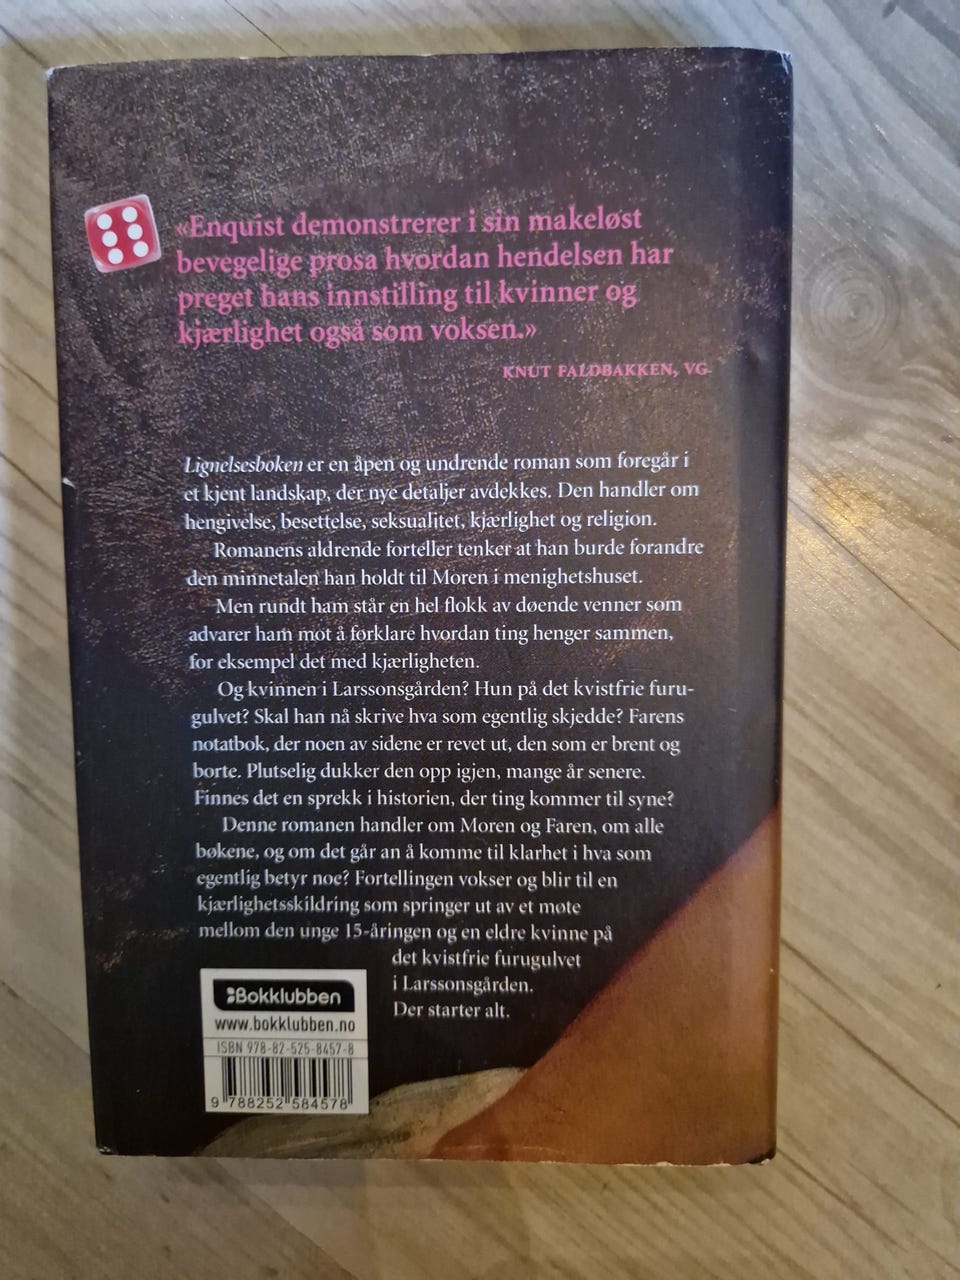 «Enquist demonstrerer i sin makeløst
bevegelige prosa hvordan hendelsen har
preget hans innstilling til kvinner og
kjærlighet også som voksen.»
KNUT FALDBAKKEN, VG
Lignelsesboken er en åpen og undrende roman som foregår i
et kjent landskap, der nye detaljer avdekkes. Den handler om
hengivelse, besettelse, seksualitet, kjærlighet og religion.
Romanens aldrende forteller tenker at han burde forandre
den minnetalen han holdt til Moren i menighetshuset.
Men rundt ham står en hel flokk av døende venner som
advarer ham mot å forklare hvordan ting henger sammen,
for eksempel det med kjærligheten.
Og kvinnen i Larssonsgården? Hun på det kvistfrie furu-
gulvet? Skal han nå skrive hva som egentlig skjedde? Farens
notatbok, der noen av sidene er revet ut, den som er brent og
borte. Plutselig dukker den opp igjen, mange år senere.
Finnes det en sprekk i historien, der ting kommer til syne?
Denne romanen handler om Moren og Faren, om alle
bøkene, og om det går an å komme til klarhet i hva som
egentlig betyr noe? Fortellingen vokser og blir til en
kjærlighetsskildring som springer ut av et møte
mellom den unge 15-åringen og en eldre kvinne på
det kvistfrie furugulvet
i Larssonsgården.
Der starter alt.
Bokklubben
www.bokklubben.no
ISBN 978-82-525-8457-8
9 788252 584578